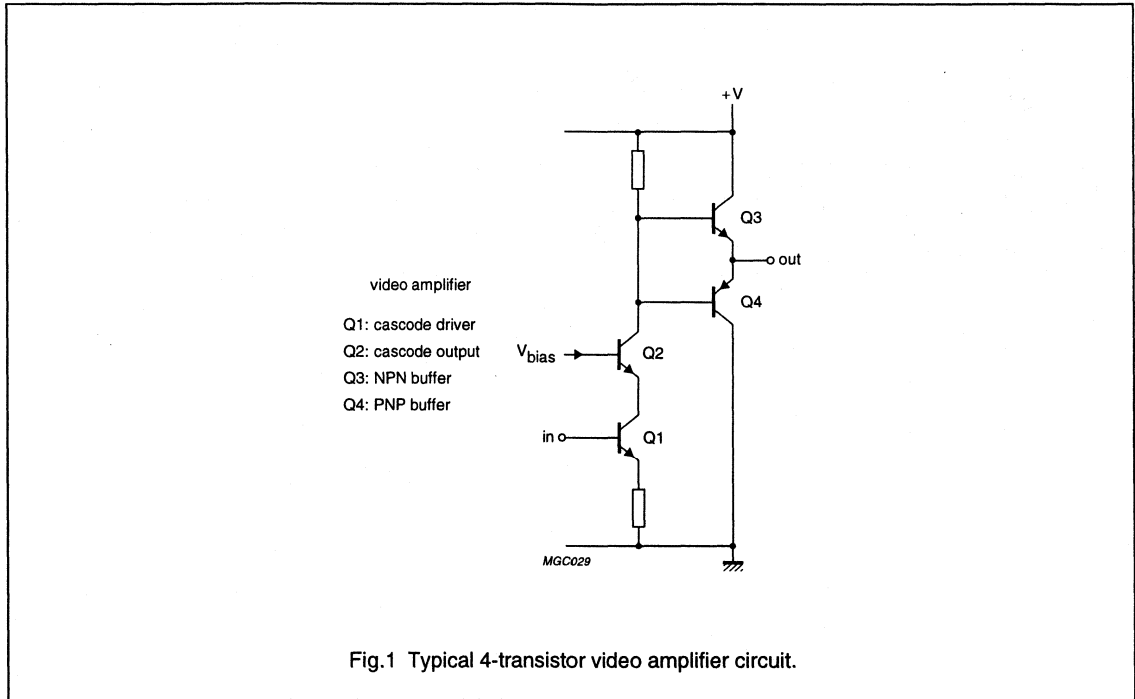 +V
Q3
out
video amplifier
Q4
Q1: cascode driver
Q2: cascode output
Vbias
Q2
Q3: NPN buffer
Q4: PNP buffer
in
Q1
MGC029
Fig.1 Typical 4-transistor video amplifier circuit.